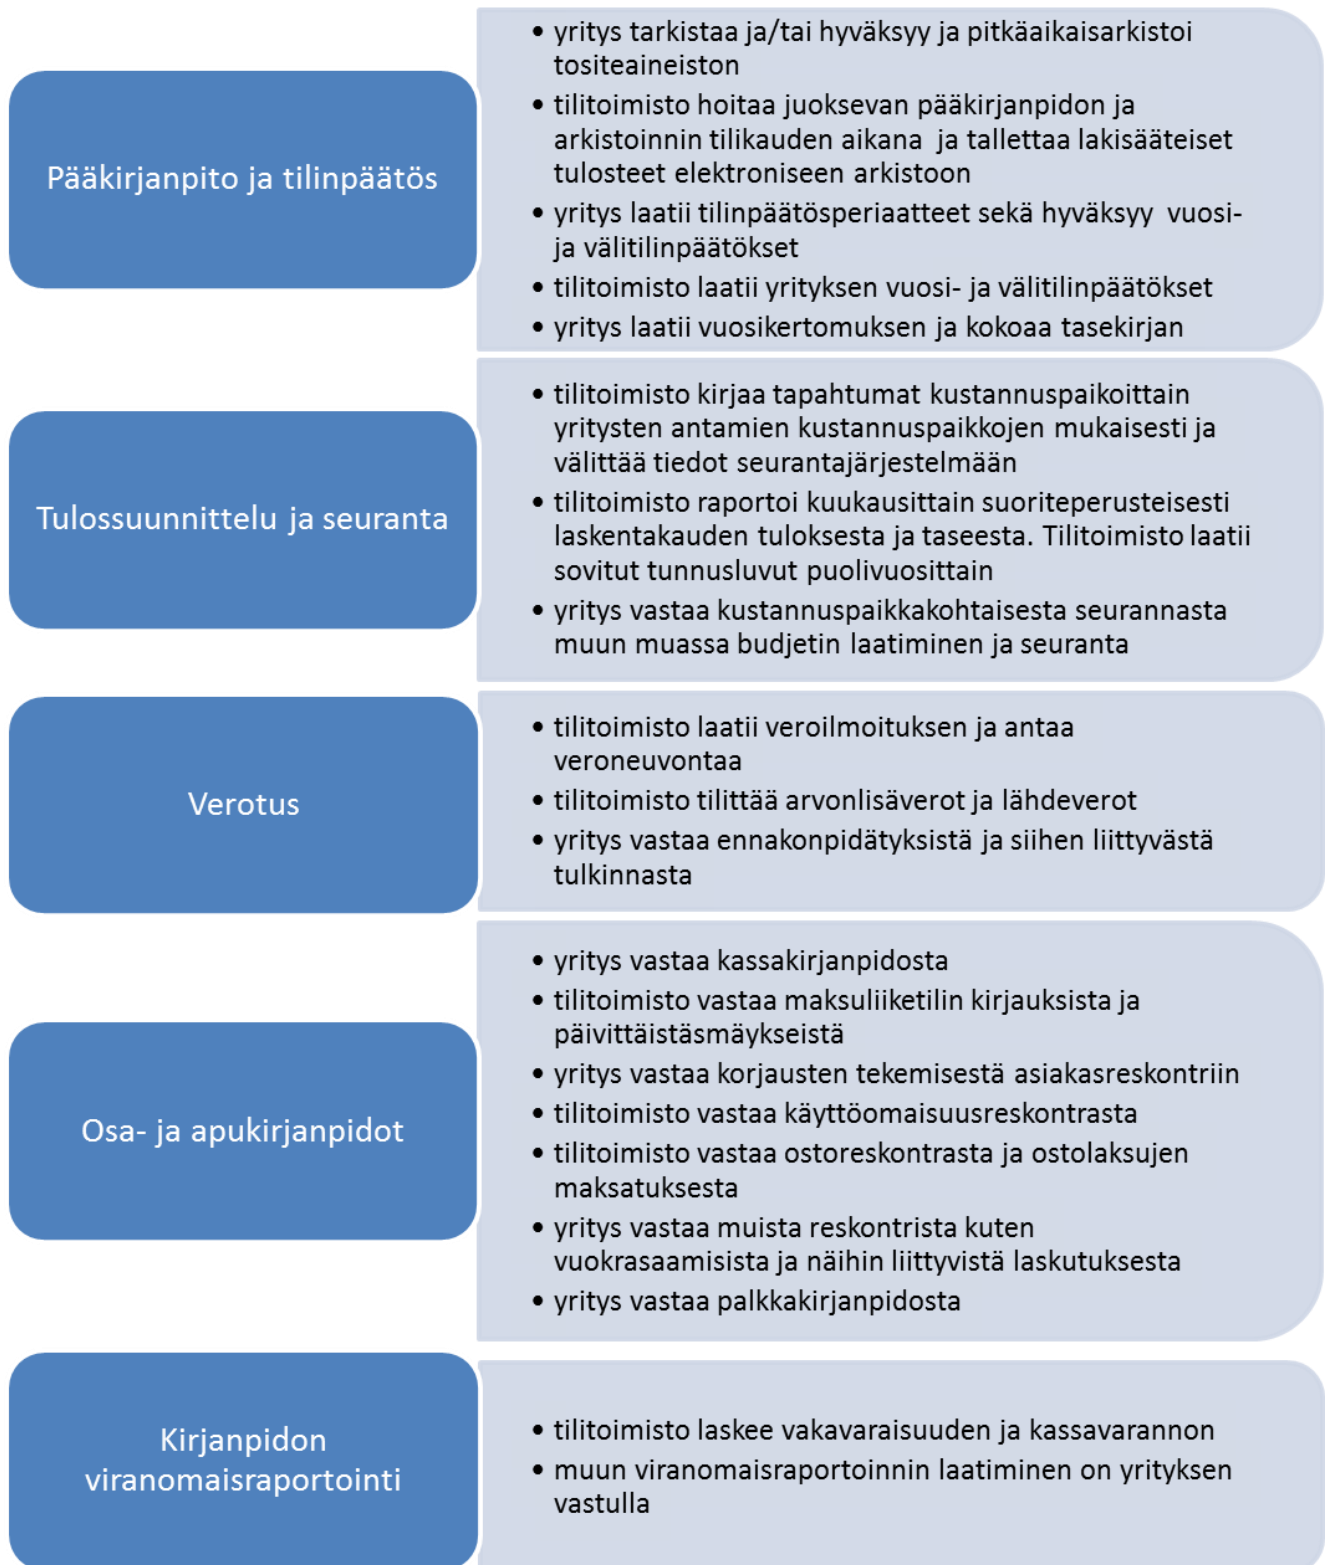 Pääkirjanpito ja tilinpäätös
• yritys tarkistaa ja/tai hyväksyy ja pitkäaikaisarkistoi
tositeaineiston
• tilitoimisto hoitaa juoksevan pääkirjanpidon ja
arkistoinnin tilikauden aikana ja tallettaa lakisääteiset
tulosteet elektroniseen arkistoon
• yritys laatii tilinpäätösperiaatteet sekä hyväksyy vuosi-
ja välitilinpäätökset
• tilitoimisto laatii yrityksen vuosi- ja välitilinpäätökset
• yritys laatii vuosikertomuksen ja kokoaa tasekirjan
Tulossuunnittelu ja seuranta
• tilitoimisto kirjaa tapahtumat kustannuspaikoittain
yritysten antamien kustannuspaikkojen mukaisesti ja
välittää tiedot seurantajärjestelmään
• tilitoimisto raportoi kuukausittain suoriteperusteisesti
laskentakauden tuloksesta ja taseesta. Tilitoimisto laatii
sovitut tunnusluvut puolivuosittain
• yritys vastaa kustannuspaikkakohtaisesta seurannasta
muun muassa budjetin laatiminen ja seuranta
Verotus
• tilitoimisto laatii veroilmoituksen ja antaa
veroneuvontaa
• tilitoimisto tilittää arvonlisäverot ja lähdeverot
• yritys vastaa ennakonpidätyksistä ja siihen liittyvästä
tulkinnasta
Osa- ja apukirjanpidot
• yritys vastaa kassakirjanpidosta
• tilitoimisto vastaa maksuliiketilin kirjauksista ja
päivittäistäsmäykseistä
• yritys vastaa korjausten tekemisestä asiakasreskontriin
• tilitoimisto vastaa käyttöomaisuusreskontrasta
• tilitoimisto vastaa ostoreskontrasta ja ostolaksujen
maksatuksesta
• yritys vastaa muista reskontrista kuten
vuokrasaamisista ja näihin liittyvistä laskutuksesta
• yritys vastaa palkkakirjanpidosta
Kirjanpidon
viranomaisraportointi
• tilitoimisto laskee vakavaraisuuden ja kassavarannon
• muun viranomaisraportoinnin laatiminen on yrityksen
vastulla